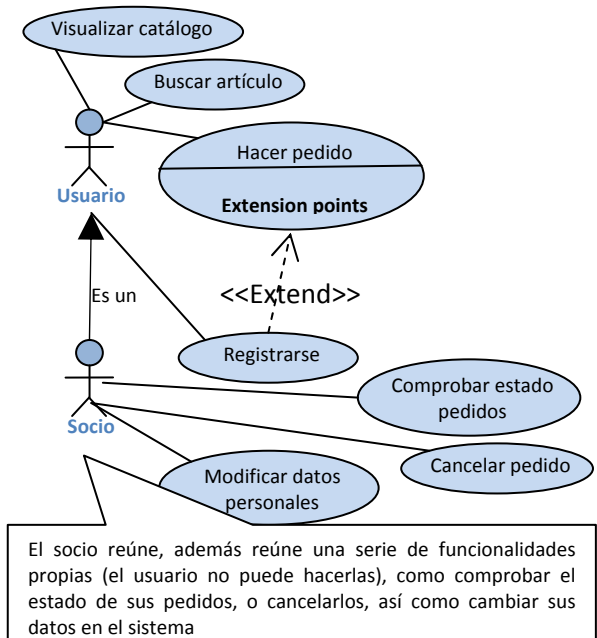 Visualizar catálogo
Buscar artículo
Hacer pedido
Extension points
Usuario
Es un
<<Extend>>
Registrarse
Comprobar estado
pedidos
Socio
Cancelar pedido
Modificar datos
personales
El socio reúne, además reúne una serie de funcionalidades
propias (el usuario no puede hacerlas), como comprobar el
estado de sus pedidos, o cancelarlos, así como cambiar sus
datos en el sistema